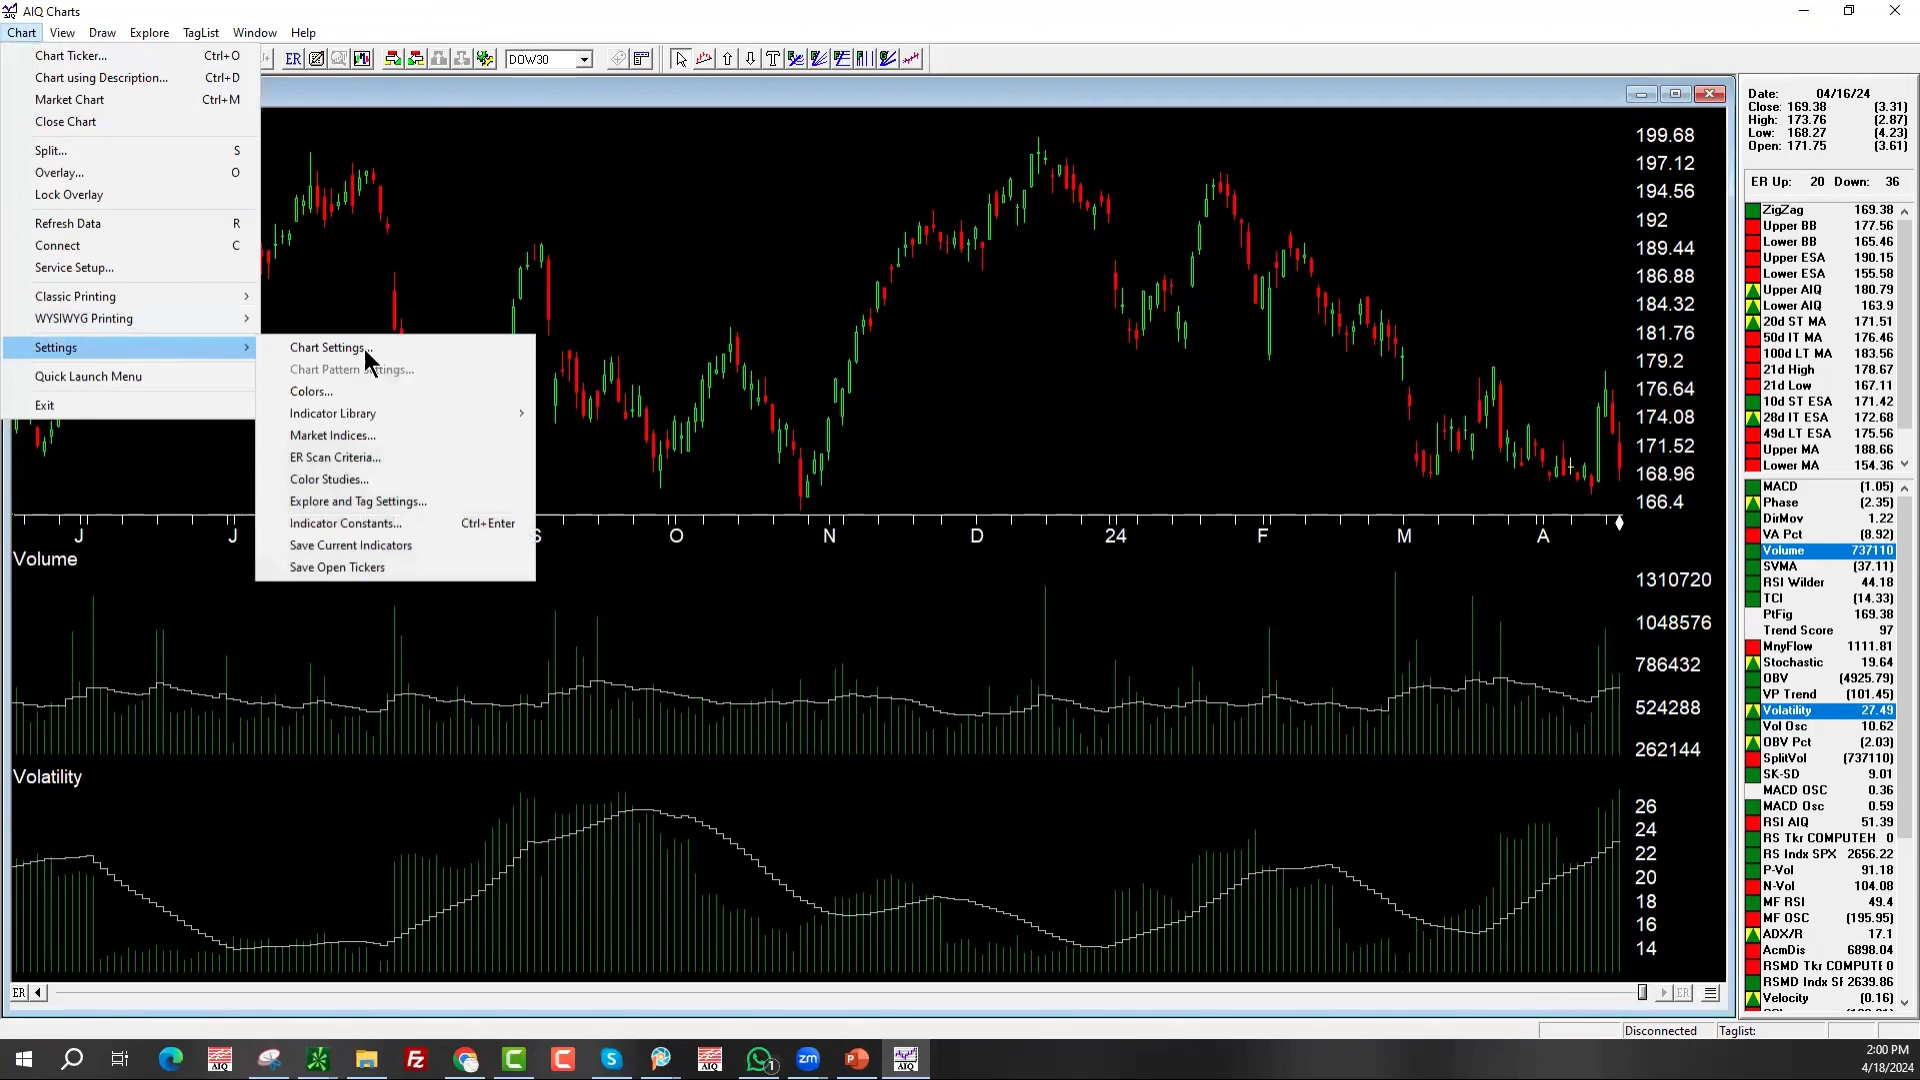 AIQ Charts
Chart View Draw Explore TagList Window Help
Chart Ticker... Ctrl+O
Chart using Description... Ctrl+D
Market Chart Ctrl+M
Close Chart
Split... S
Overlay... O
Lock Overlay
Refresh Data R
Connect C
Service Setup...
Classic Printing
WYSIWYG Printing
Settings
Quick Launch Menu
Exit
ER
DOW30
Chart Settings...
Chart Pattern Settings...
Colors...
Indicator Library
Market Indices...
ER Scan Criteria...
Color Studies...
Explore and Tag Settings...
Indicator Constants... Ctrl+Enter
Save Current Indicators
Save Open Tickers
199.68
197.12
194.56
192
189.44
186.88
184.32
181.76
179.2
176.64
174.08
171.52
168.96
166.4
J J S O N D 24 F M A
Volume
1310720
1048576
786432
524288
262144
Volatility
26
24
22
20
18
16
14
ER ER
Date: 04/16/24
Close: 169.38 (3.31)
High: 173.76 (2.87)
Low: 168.27 (4.23)
Open: 171.75 (3.61)
ER Up: 20 Down: 36
ZigZag 169.38
Upper BB 177.56
Lower BB 165.46
Upper ESA 190.15
Lower ESA 155.58
Upper AIQ 180.79
Lower AIQ 163.9
20d ST MA 171.51
50d IT MA 176.46
100d LT MA 183.56
21d High 178.67
21d Low 167.11
10d ST ESA 171.42
28d IT ESA 172.68
49d LT ESA 175.56
Upper MA 188.66
Lower MA 154.36
MACD (1.05)
Phase (2.35)
DirMov 1.22
VA Pct (8.92)
Volume 737110
SVMA (37.11)
RSI Wilder 44.18
TCI (14.33)
PtFig 169.38
Trend Score 97
MnyFlow 1111.81
Stochastic 19.64
OBV (4925.79)
VP Trend (101.45)
Volatility 27.49
Vol Osc 10.62
OBV Pct (2.03)
SplitVol (737110)
SK-SD 9.01
MACD OSC 0.36
MACD Osc 0.59
RSI AIQ 51.39
RS Tkr COMPUTEH 0
RS Indx SPX 2656.22
P-Vol 91.18
N-Vol 104.08
MF RSI 49.4
MF OSC (195.95)
ADX/R 17.1
AcmDis 6898.04
RSMD Tkr COMPUTI 0
RSMD Indx SI 2639.86
Velocity (0.16)
Disconnected Taglist:
2:00 PM
4/18/2024